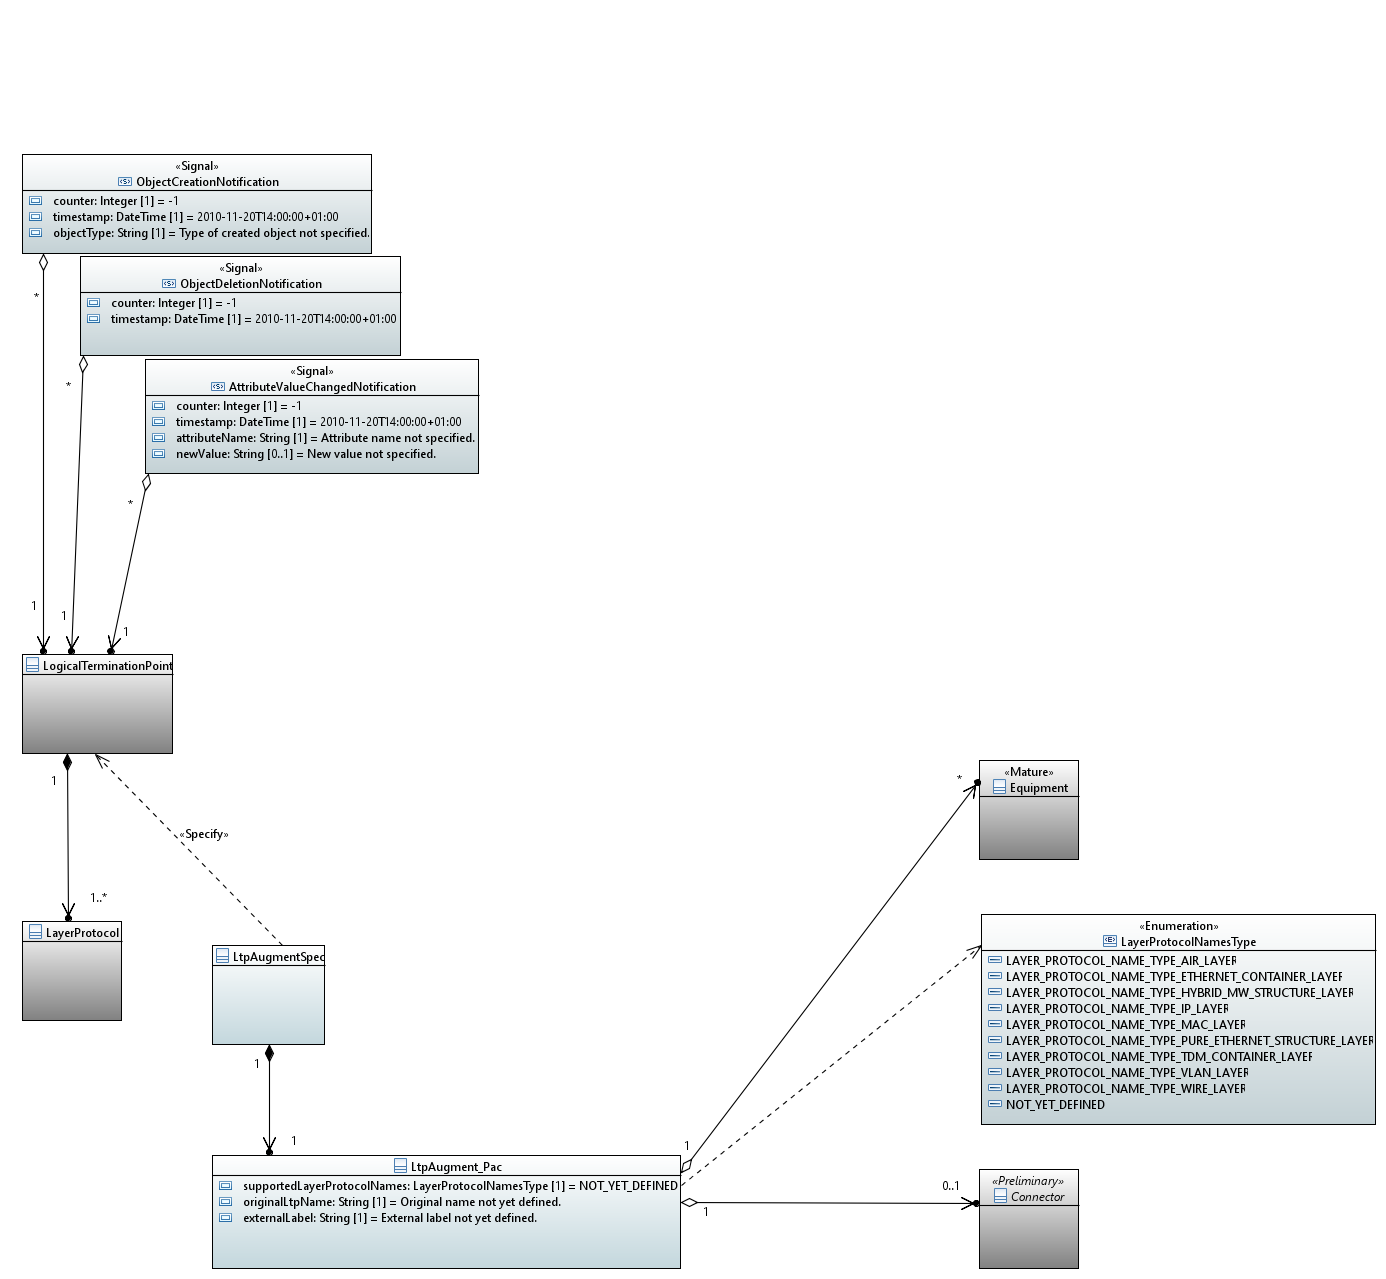 «Signal»
ObjectCreationNotification
counter: Integer [1] = -1
timestamp: DateTime [1] = 2010-11-20T14:00:00+01:00
objectType: String [1] = Type of created object not specified.
*
«Signal»
ObjectDeletionNotification
counter: Integer [1] = -1
timestamp: DateTime [1] = 2010-11-20T14:00:00+01:00
*
«Signal»
AttributeValueChangedNotification
counter: Integer [1] = -1
timestamp: DateTime [1] = 2010-11-20T14:00:00+01:00
attributeName: String [1] = Attribute name not specified.
newValue: String [0..1] = New value not specified.
*
1
1
1
LogicalTerminationPoint
1
«Specify»
1..*
LayerProtocol
LtpAugmentSpec
1
1
LtpAugment_Pac
supportedLayerProtocolNames: LayerProtocolNamesType [1] = NOT_YET_DEFINED
originalLtpName: String [1] = Original name not yet defined.
externalLabel: String [1] = External label not yet defined.
1
1
*
«Mature»
Equipment
«Enumeration»
LayerProtocolNamesType
LAYER_PROTOCOL_NAME_TYPE_AIR_LAYER
LAYER_PROTOCOL_NAME_TYPE_ETHERNET_CONTAINER_LAYER
LAYER_PROTOCOL_NAME_TYPE_HYBRID_MW_STRUCTURE_LAYER
LAYER_PROTOCOL_NAME_TYPE_IP_LAYER
LAYER_PROTOCOL_NAME_TYPE_MAC_LAYER
LAYER_PROTOCOL_NAME_TYPE_PURE_ETHERNET_STRUCTURE_LAYER
LAYER_PROTOCOL_NAME_TYPE_TDM_CONTAINER_LAYER
LAYER_PROTOCOL_NAME_TYPE_VLAN_LAYER
LAYER_PROTOCOL_NAME_TYPE_WIRE_LAYER
NOT_YET_DEFINED
0..1
«Preliminary»
Connector